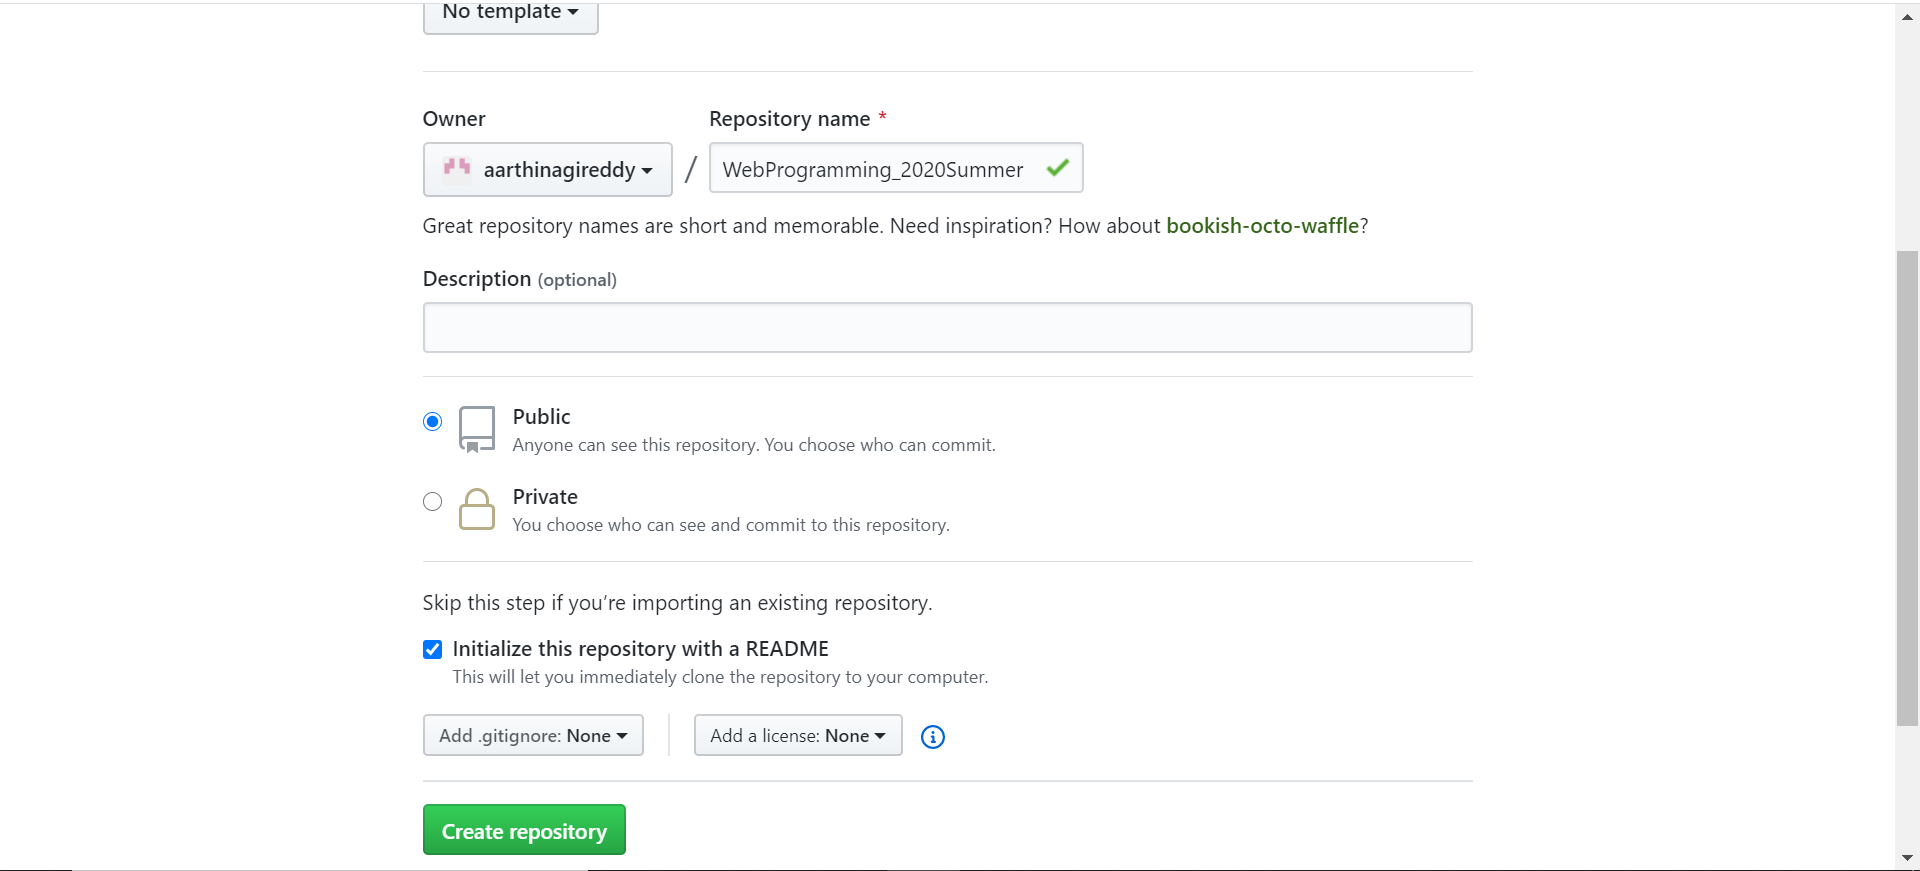 No template
Owner
Repository name *
aarthinagireddy / WebProgramming_2020Summer
Great repository names are short and memorable. Need inspiration? How about bookish-octo-waffle?
Description (optional)
Public
Anyone can see this repository. You choose who can commit.
Private
You choose who can see and commit to this repository.
Skip this step if you’re importing an existing repository.
Initialize this repository with a README
This will let you immediately clone the repository to your computer.
Add .gitignore: None
Add a license: None
Create repository